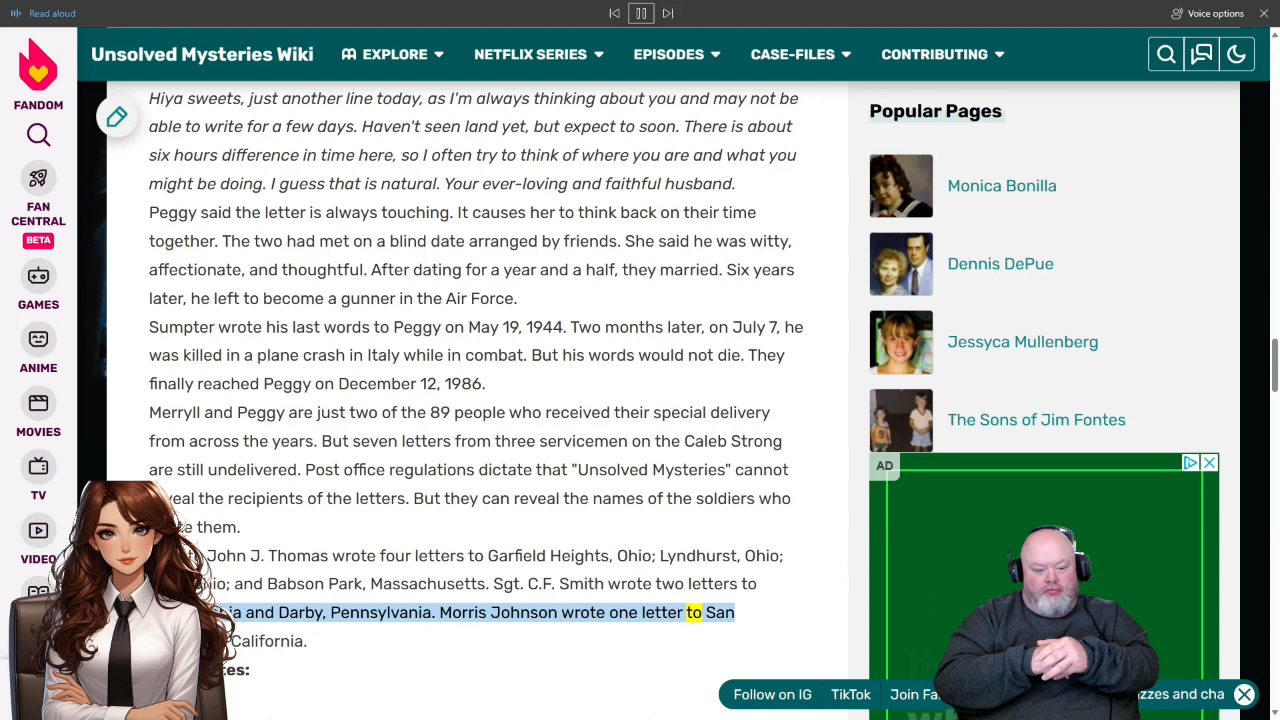 Read aloud
Voice options
Unsolved Mysteries Wiki
EXPLORE
NETFLIX SERIES
EPISODES
CASE-FILES
CONTRIBUTING
FANDOM
FAN
CENTRAL
BETA
GAMES
ANIME
MOVIES
TV
VIDEO
Hiya sweets, just another line today, as I'm always thinking about you and may not be
able to write for a few days. Haven't seen land yet, but expect to soon. There is about
six hours difference in time here, so I often try to think of where you are and what you
might be doing. I guess that is natural. Your ever-loving and faithful husband.
Peggy said the letter is always touching. It causes her to think back on their time
together. The two had met on a blind date arranged by friends. She said he was witty,
affectionate, and thoughtful. After dating for a year and a half, they married. Six years
later, he left to become a gunner in the Air Force.
Sumpter wrote his last words to Peggy on May 19, 1944. Two months later, on July 7, he
was killed in a plane crash in Italy while in combat. But his words would not die. They
finally reached Peggy on December 12, 1986.
Merryll and Peggy are just two of the 89 people who received their special delivery
from across the years. But seven letters from three servicemen on the Caleb Strong
are still undelivered. Post office regulations dictate that "Unsolved Mysteries" cannot
the recipients of the letters. But they can reveal the names of the soldiers who
them.
John J. Thomas wrote four letters to Garfield Heights, Ohio; Lyndhurst, Ohio;
and Babson Park, Massachusetts. Sgt. C.F. Smith wrote two letters to
and Darby, Pennsylvania. Morris Johnson wrote one letter to San
California.
Popular Pages
Monica Bonilla
Dennis DePue
Jessyca Mullenberg
The Sons of Jim Fontes
AD
Follow on IG
TikTok
Join
and cha